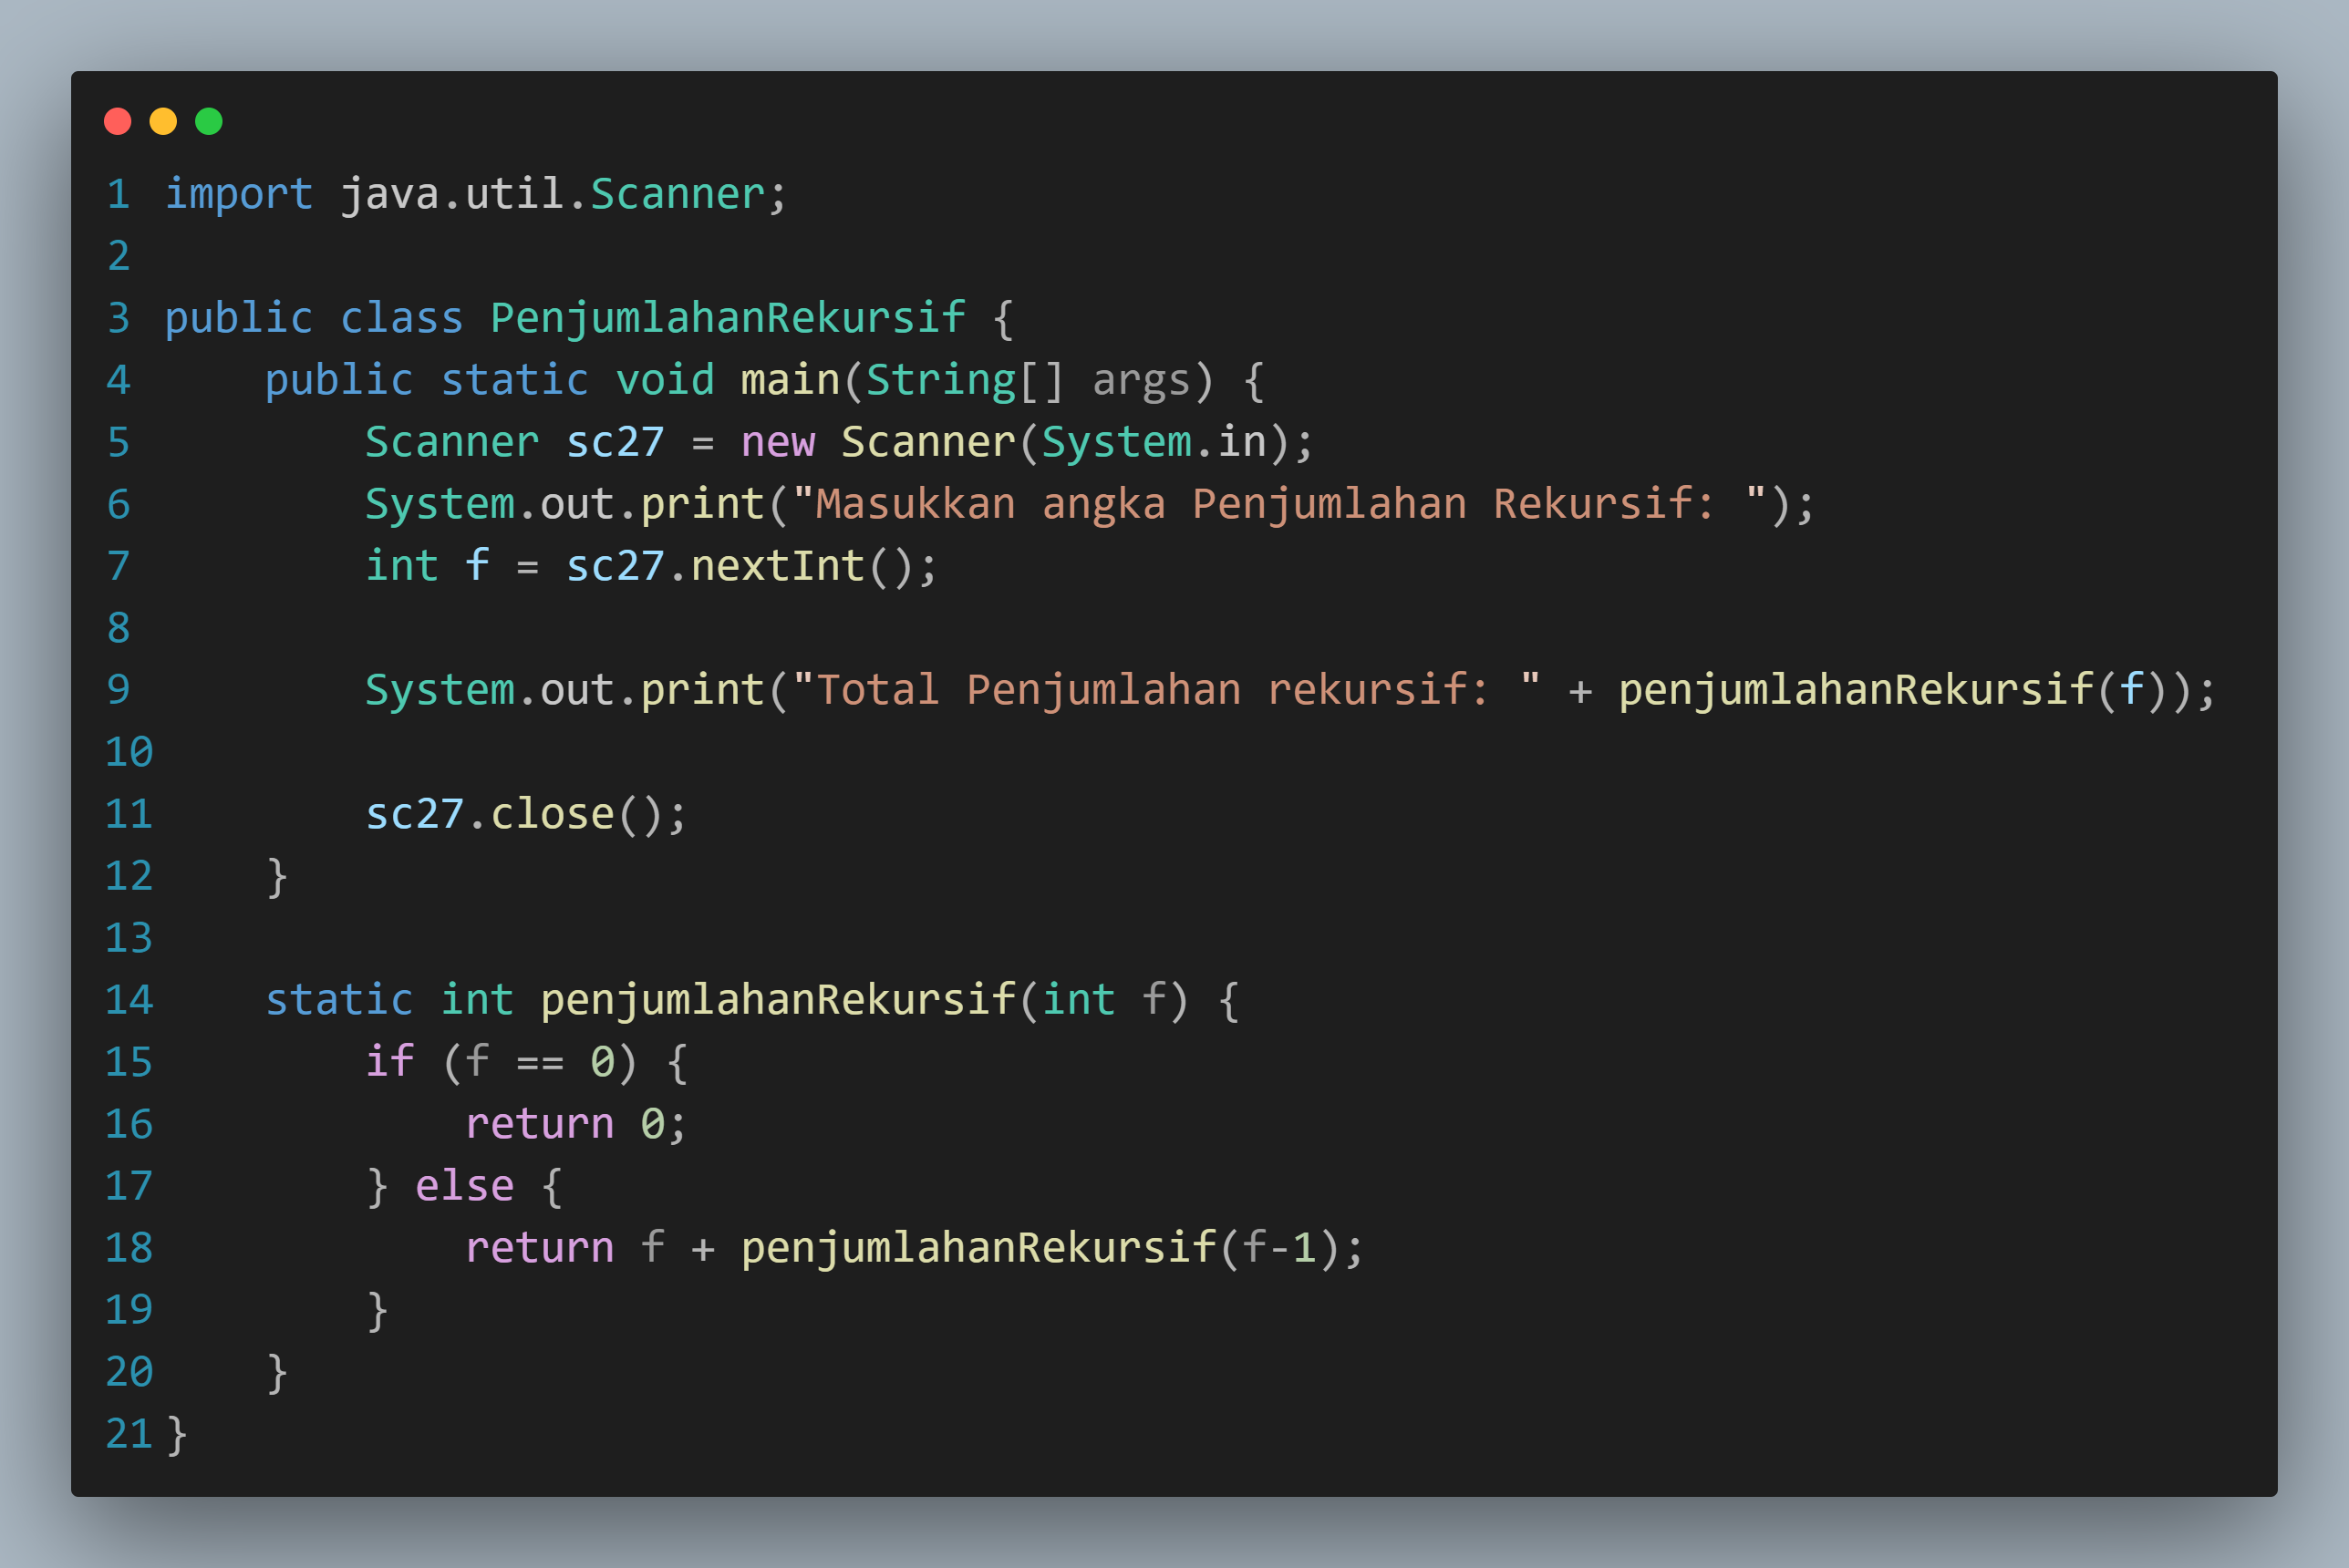 1 import java.util.Scanner;
2
3 public class PenjumlahanRekursif {
4     public static void main(String[] args) {
5         Scanner sc27 = new Scanner(System.in);
6         System.out.print("Masukkan angka Penjumlahan Rekursif: ");
7         int f = sc27.nextInt();
8
9         System.out.print("Total Penjumlahan rekursif: " + penjumlahanRekursif(f));
10
11         sc27.close();
12     }
13
14     static int penjumlahanRekursif(int f) {
15         if (f == 0) {
16             return 0;
17         } else {
18             return f + penjumlahanRekursif(f-1);
19         }
20     }
21 }